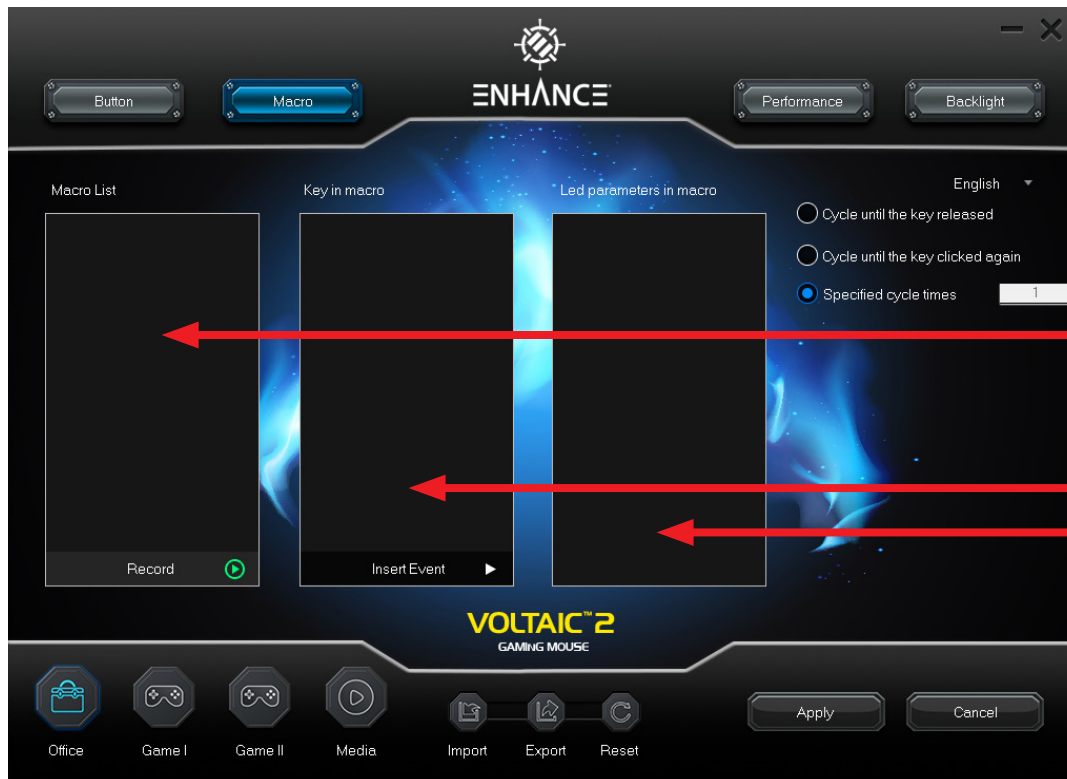 ENHANCE
Button
Macro
Performance
Backlight
Macro List
Key in macro
Led parameters in macro
English
Cycle until the key released
Cycle until the key clicked again
Specified cycle times
1
Record
Insert Event
VOLTAIC™2
GAMING MOUSE
Office
Game I
Game II
Media
Import
Export
Reset
Apply
Cancel